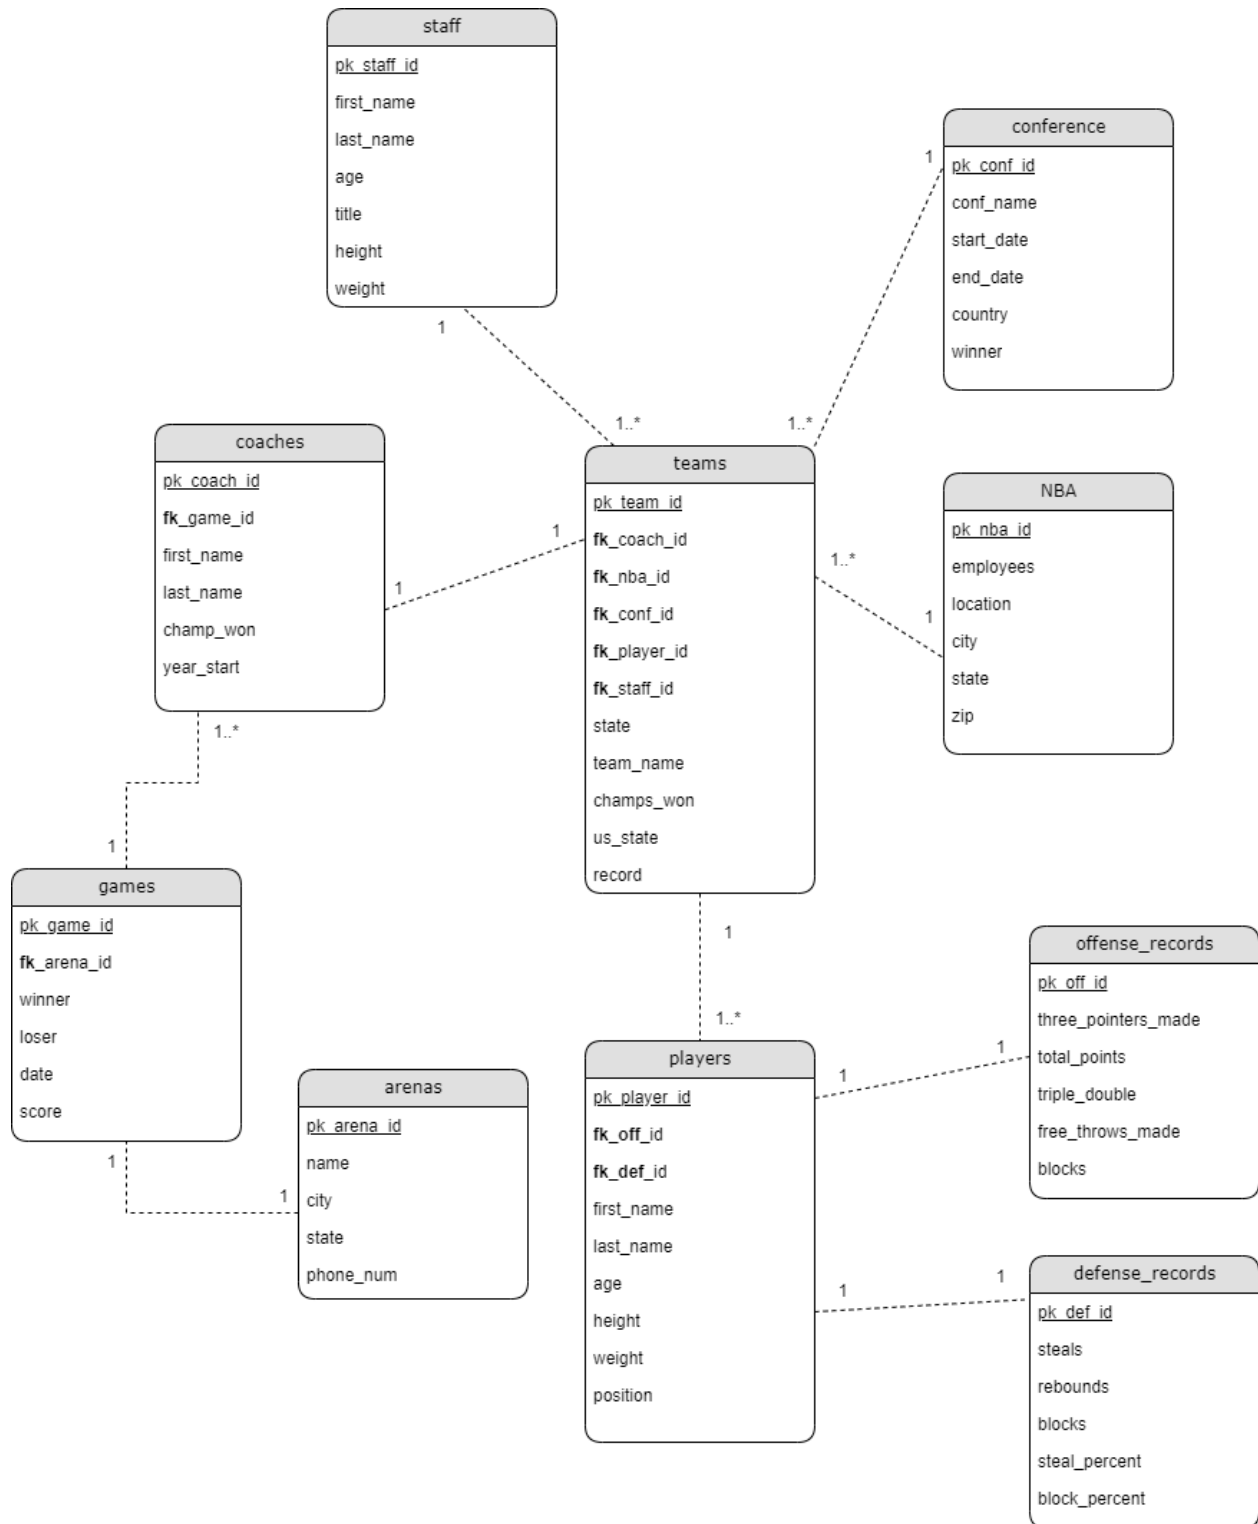 staff
pk_staff_id
first_name
last_name
age
title
height
weight
1
1..*
conference
pk_conf_id
conf_name
start_date
end_date
country
winner
1
1..*
coaches
pk_coach_id
fk_game_id
first_name
last_name
champ_won
year_start
1
1
1..*
teams
pk_team_id
fk_coach_id
fk_nba_id
fk_conf_id
fk_player_id
fk_staff_id
state
team_name
champs_won
us_state
record
1
1..*
NBA
pk_nba_id
employees
location
city
state
zip
1..*
1
1
games
pk_game_id
fk_arena_id
winner
loser
date
score
1
1
arenas
pk_arena_id
name
city
state
phone_num
players
pk_player_id
fk_off_id
fk_def_id
first_name
last_name
age
height
weight
position
1
1
1
1
offense_records
pk_off_id
three_pointers_made
total_points
triple_double
free_throws_made
blocks
defense_records
pk_def_id
steals
rebounds
blocks
steal_percent
block_percent